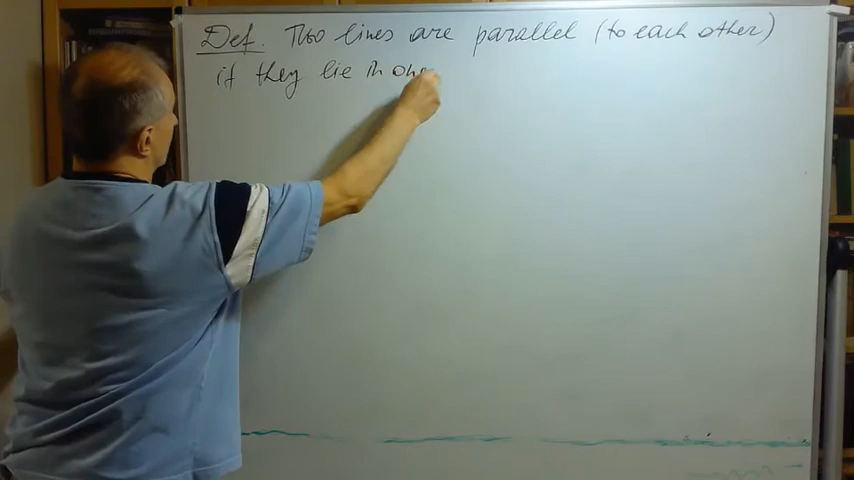 Def. Two lines are parallel (to each other)
if they lie in one